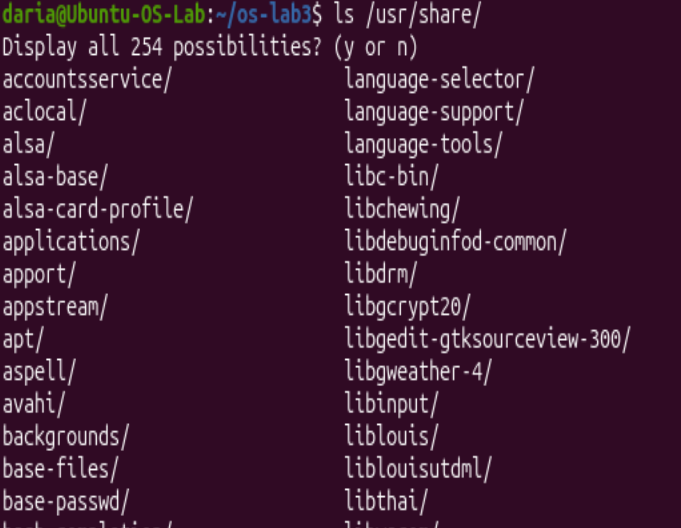 daria@Ubuntu-OS-Lab:~/os-lab3$ ls /usr/share/
Display all 254 possibilities? (y or n)
accountsservice/ language-selector/
aclocal/ language-support/
alsa/ language-tools/
alsa-base/ libc-bin/
alsa-card-profile/ libchewing/
applications/ libdebuginfod-common/
apport/ libdrm/
appstream/ libgcrypt20/
apt/ libgedit-gtksourceview-300/
aspell/ libgweather-4/
avahi/ libinput/
backgrounds/ liblouis/
base-files/ liblouisutdml/
base-passwd/ libthai/